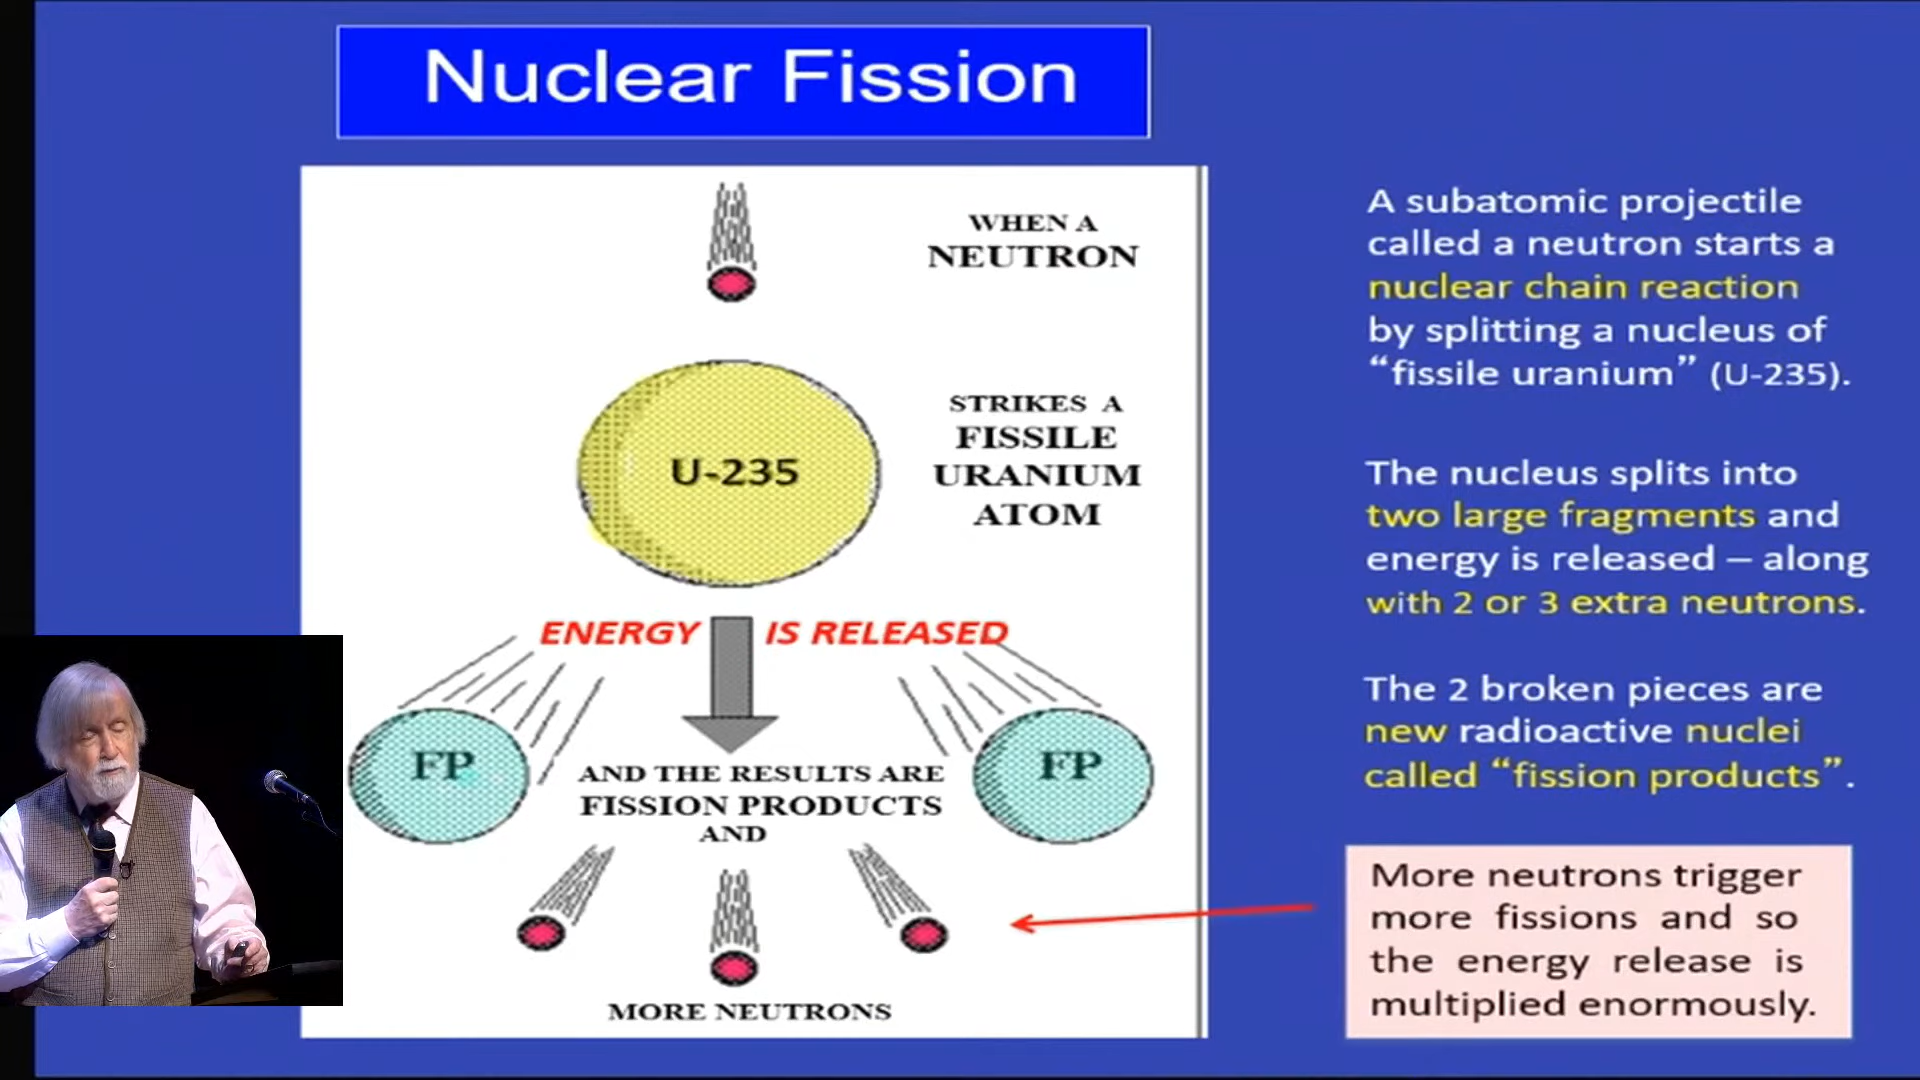 Nuclear Fission
WHEN A
NEUTRON
U-235
STRIKES A
FISSILE
URANIUM
ATOM
ENERGY IS RELEASED
FP
FP
AND THE RESULTS ARE
FISSION PRODUCTS
AND
MORE NEUTRONS
A subatomic projectile
called a neutron starts a
nuclear chain reaction
by splitting a nucleus of
“fissile uranium” (U-235).
The nucleus splits into
two large fragments and
energy is released – along
with 2 or 3 extra neutrons.
The 2 broken pieces are
new radioactive nuclei
called “fission products”.
More neutrons trigger
more fissions and so
the energy release is
multiplied enormously.